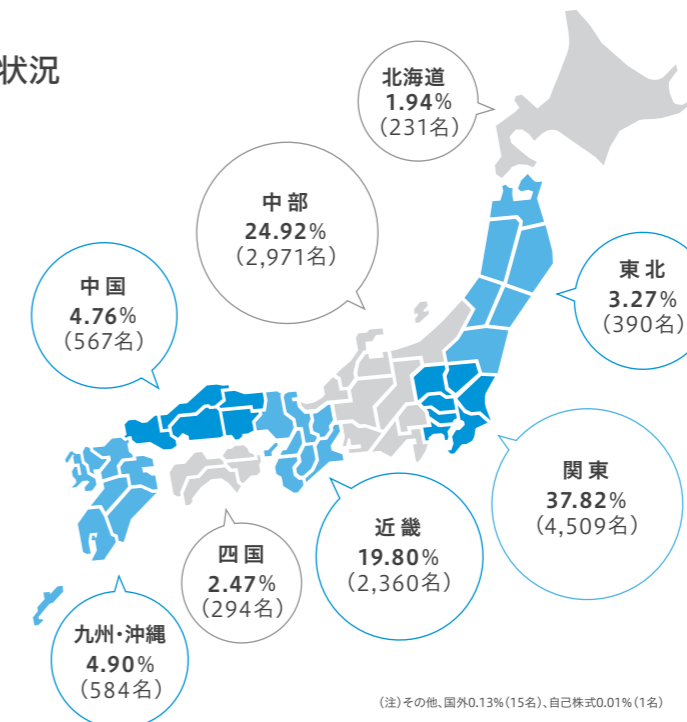 状況
北海道
1.94%
(231名)
中部
24.92%
(2,971名)
中国
4.76%
(567名)
東北
3.27%
(390名)
関東
37.82%
(4,509名)
近畿
19.80%
(2,360名)
四国
2.47%
(294名)
九州・沖縄
4.90%
(584名)
(注)その他、国外0.13%(15名)、自己株式0.01%(1名)